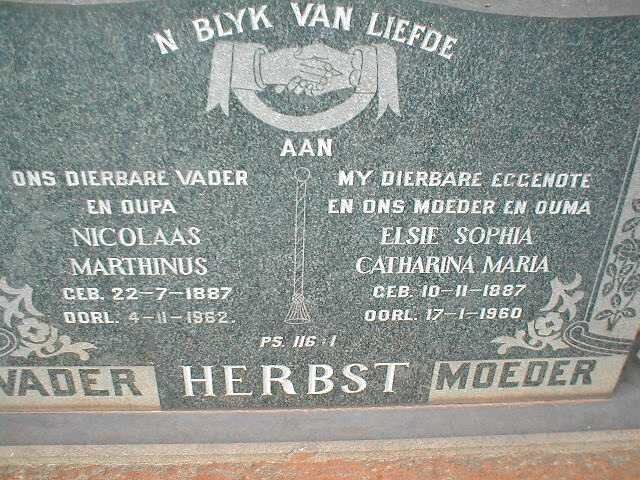 'N BLYK VAN LIEFDE
AAN
ONS DIERBARE VADER
EN OUPA
NICOLAAS
MARTHINUS
GEB. 22-7-1887
OORL. 4-11-1962.
MY DIERBARE EGGENOTE
EN ONS MOEDER EN OUMA
ELSIE SOPHIA
CATHARINA MARIA
GEB. 10-11-1887
OORL. 17-1-1960
PS. 116:1
VADER HERBST MOEDER